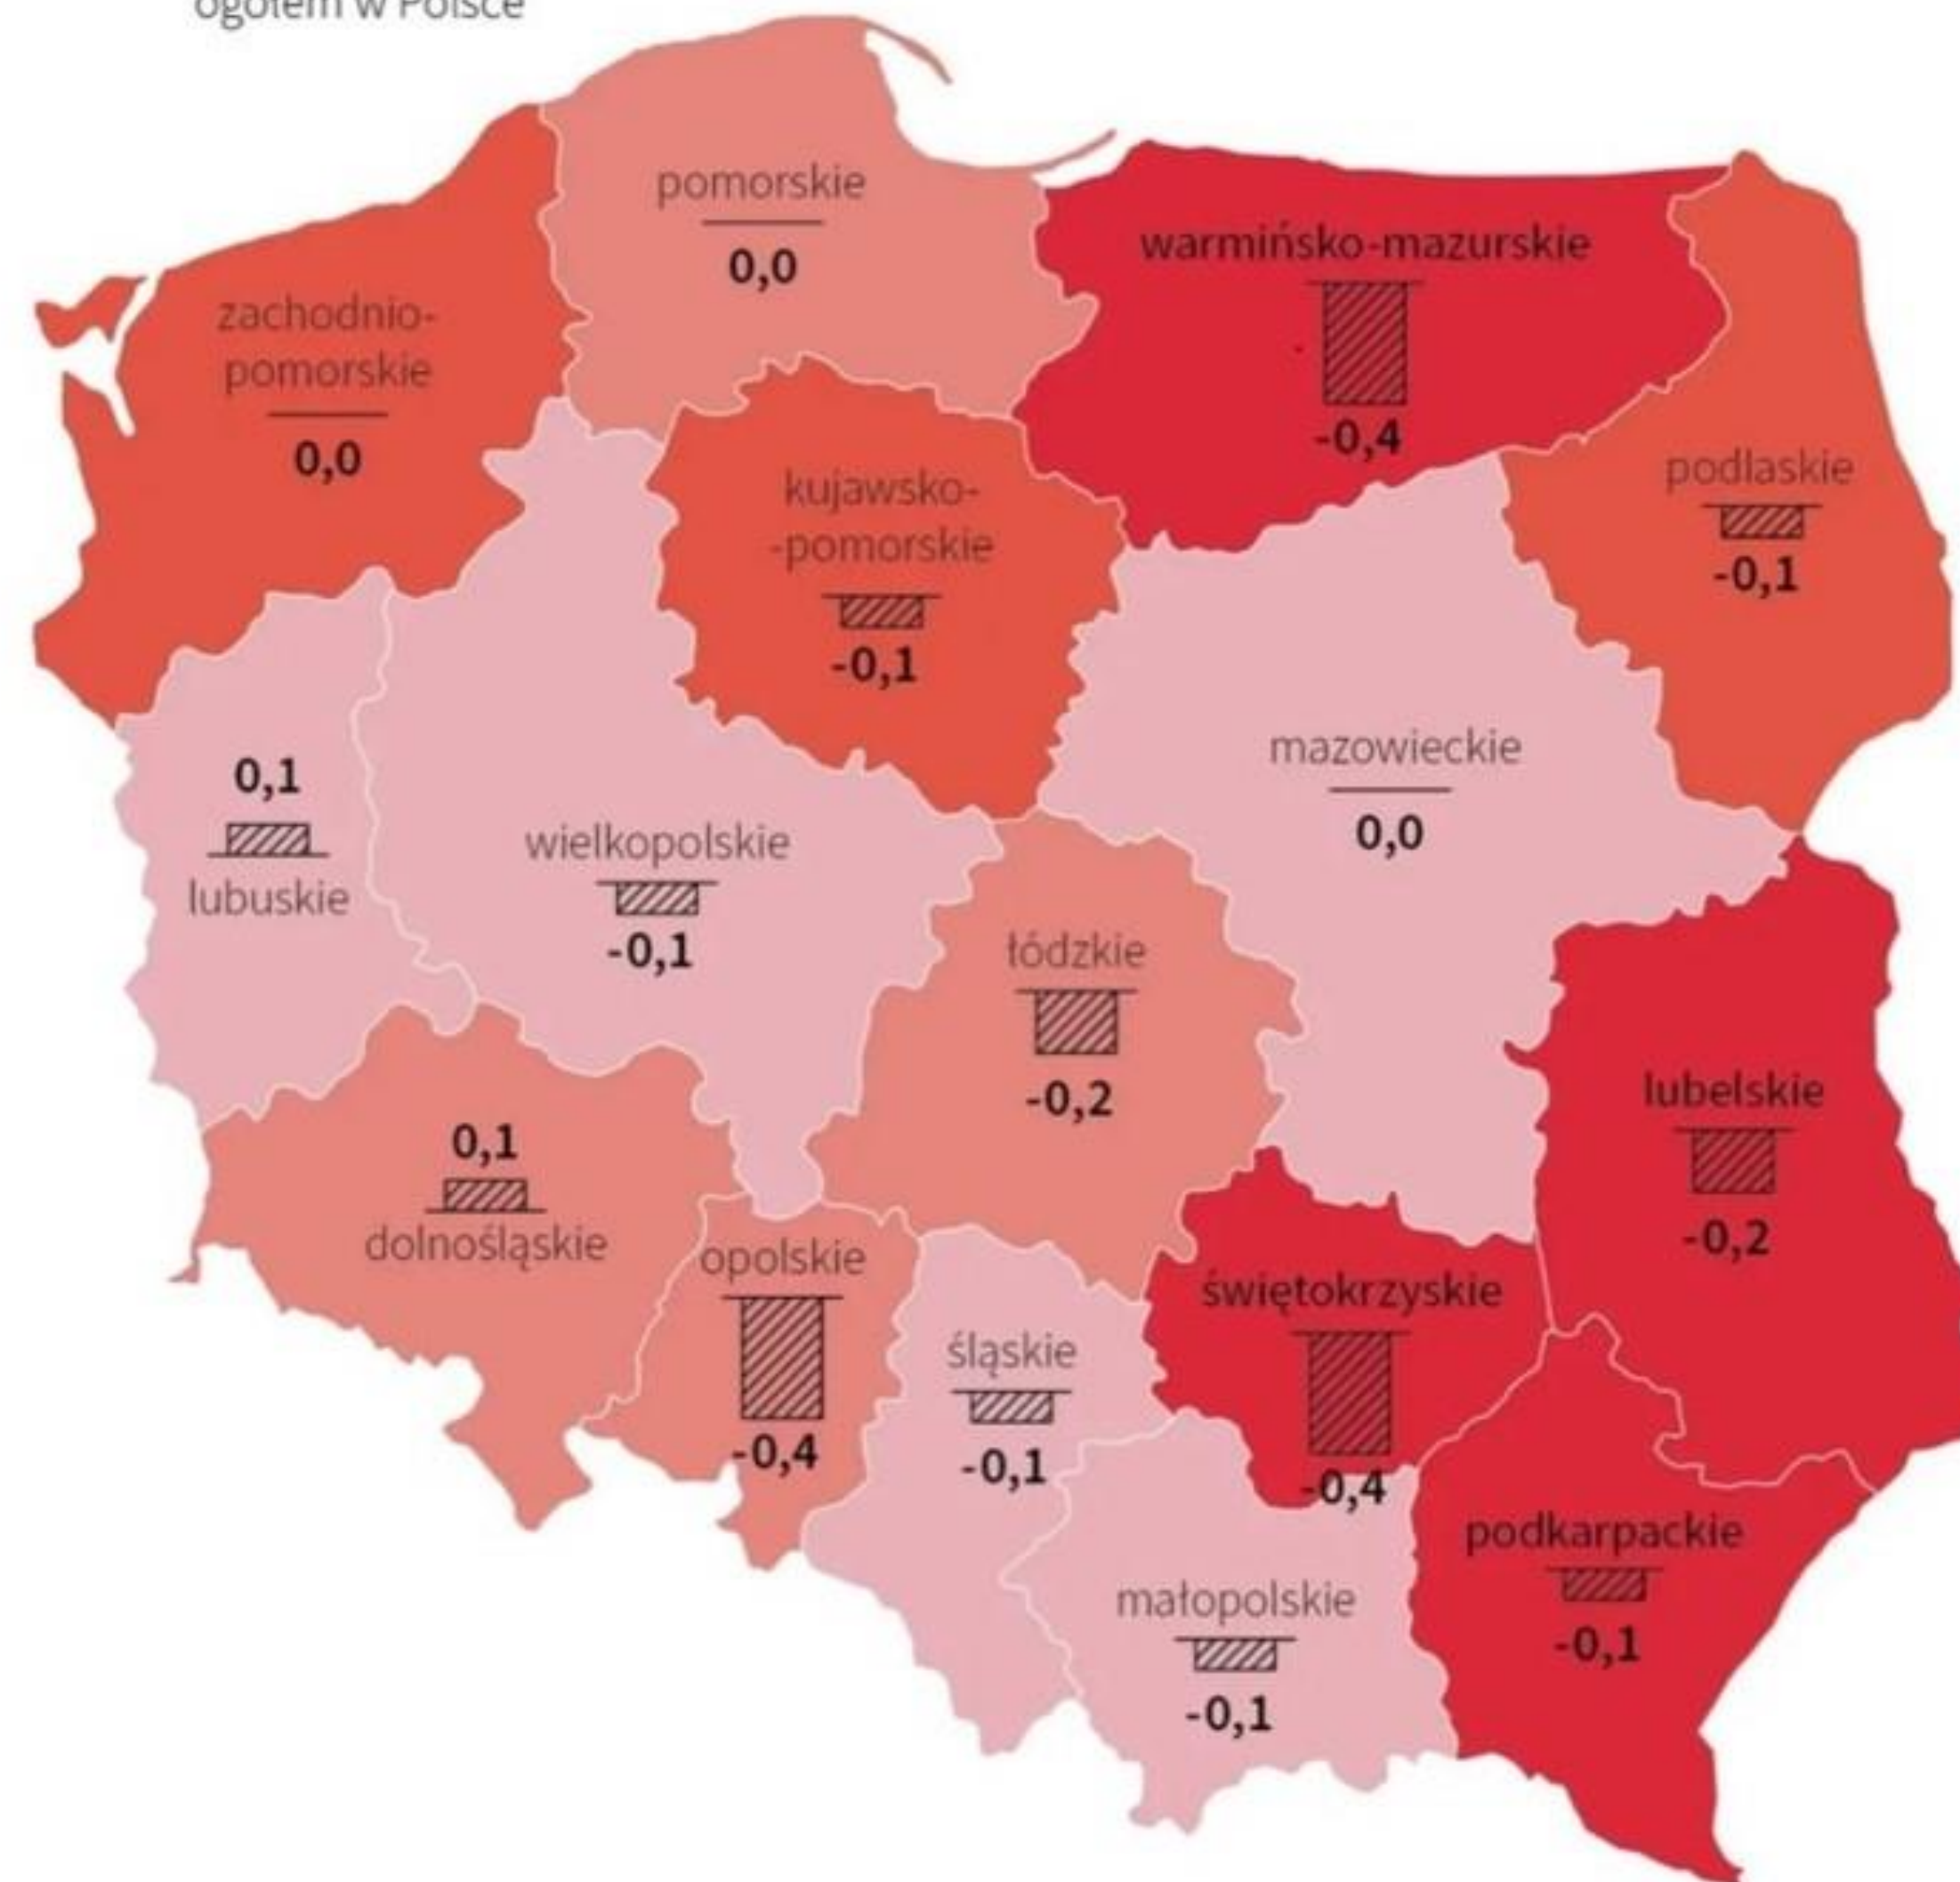 ogółem w Polsce
pomorskie
0,0
warmińsko-mazurskie
-0,4
zachodnio-
pomorskie
0,0
podlaskie
-0,1
kujawsko-
-pomorskie
-0,1
mazowieckie
0,0
0,1
lubuskie
wielkopolskie
-0,1
łódzkie
-0,2
lubelskie
-0,2
0,1
dolnośląskie
opolskie
-0,4
śląskie
-0,1
świętokrzyskie
-0,4
podkarpackie
-0,1
małopolskie
-0,1